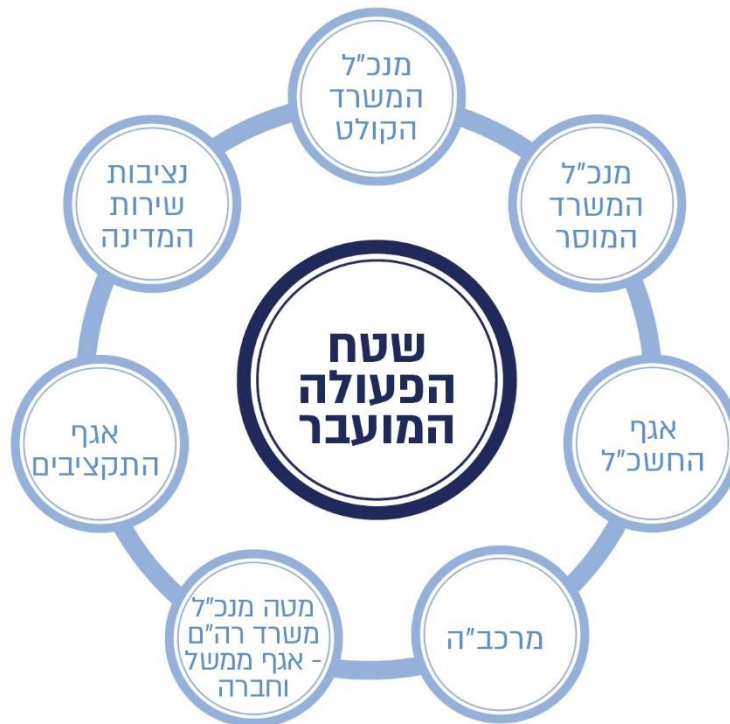 מנכ"ל
המשרד
הקולט
מנכ"ל
המשרד
המוסר
אגף
החשכ"ל
מרכב"ה
מטה מנכ"ל
משרד רה"מ
- אגף ממשל
וחברה
אגף
התקציבים
נציבות
שירות
המדינה
שטח
הפעולה
המועבר